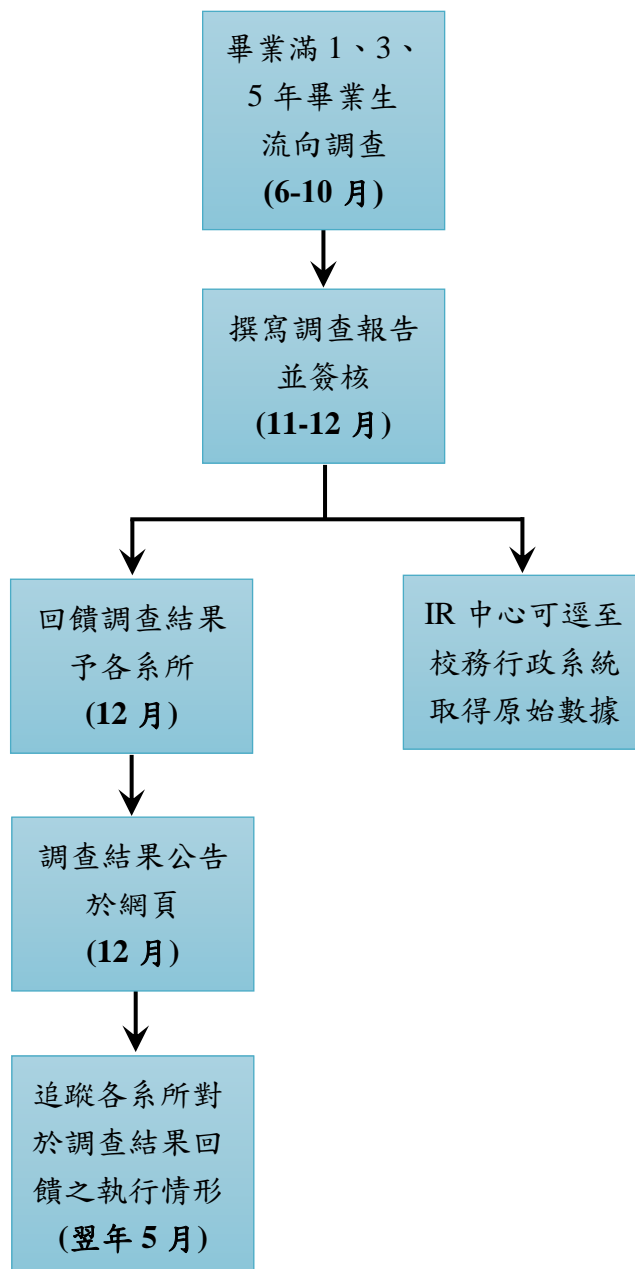 畢業滿 1、3、
5 年畢業生
流向調查
(6-10 月)
撰寫調查報告
並簽核
(11-12 月)
回饋調查結果
予各系所
(12 月)
IR 中心可逕至
校務行政系統
取得原始數據
調查結果公告
於網頁
(12 月)
追蹤各系所對
於調查結果回
饋之執行情形
(翌年 5 月)